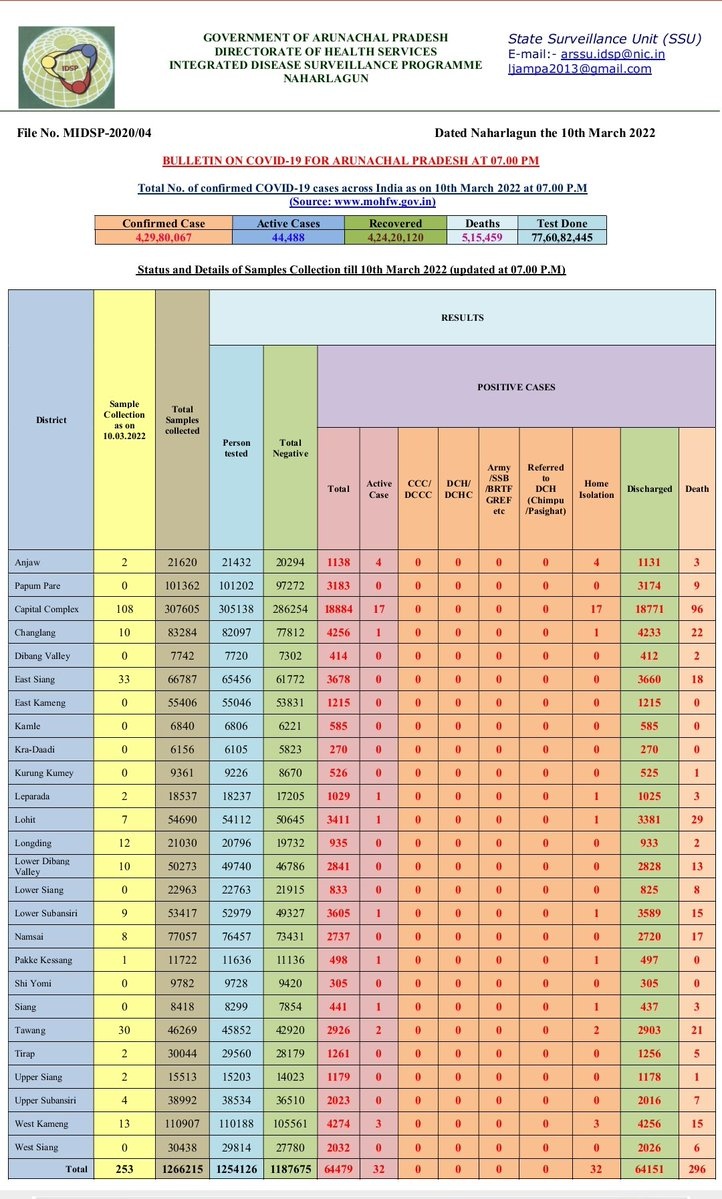 IDSP
GOVERNMENT OF ARUNACHAL PRADESH
DIRECTORATE OF HEALTH SERVICES
INTEGRATED DISEASE SURVEILLANCE PROGRAMME
NAHARLAGUN
State Surveillance Unit (SSU)
E-mail:- arssu.idsp@nic.in
ljampa2013@gmail.com
File No. MIDSP-2020/04 Dated Naharlagun the 10th March 2022
BULLETIN ON COVID-19 FOR ARUNACHAL PRADESH AT 07.00 PM
Total No. of confirmed COVID-19 cases across India as on 10th March 2022 at 07.00 P.M
(Source: www.mohfw.gov.in)
Confirmed Case Active Cases Recovered Deaths Test Done
4,29,80,067 44,488 4,24,20,120 5,15,459 77,60,82,445
Status and Details of Samples Collection till 10th March 2022 (updated at 07.00 P.M)
District
Sample
Collection
as on
10.03.2022
Total
Samples
collected
RESULTS
Person
tested
Total
Negative
POSITIVE CASES
Total
Active
Case
CCC/
DCCC
DCH/
DCHC
Army
/SSB
/BRTF
GREF
etc
Referred
to
DCH
(Chimpu
/Pasighat)
Home
Isolation
Discharged
Death
Anjaw 2 21620 21432 20294 1138 4 0 0 0 0 4 1131 3
Papum Pare 0 101362 101202 97272 3183 0 0 0 0 0 0 3174 9
Capital Complex 108 307605 305138 286254 18884 17 0 0 0 0 17 18771 96
Changlang 10 83284 82097 77812 4256 1 0 0 0 0 1 4233 22
Dibang Valley 0 7742 7720 7302 414 0 0 0 0 0 0 412 2
East Siang 33 66787 65456 61772 3678 0 0 0 0 0 0 3660 18
East Kameng 0 55406 55046 53831 1215 0 0 0 0 0 0 1215 0
Kamle 0 6840 6806 6221 585 0 0 0 0 0 0 585 0
Kra-Daadi 0 6156 6105 5823 270 0 0 0 0 0 0 270 0
Kurung Kumey 0 9361 9226 8670 526 0 0 0 0 0 0 525 1
Leparada 2 18537 18237 17205 1029 1 0 0 0 0 1 1025 3
Lohit 7 54690 54112 50645 3411 1 0 0 0 0 1 3381 29
Longding 12 21030 20796 19732 935 0 0 0 0 0 0 933 2
Lower Dibang
Valley 10 50273 49740 46786 2841 0 0 0 0 0 0 2828 13
Lower Siang 0 22963 22763 21915 833 0 0 0 0 0 0 825 8
Lower Subansiri 9 53417 52979 49327 3605 1 0 0 0 0 1 3589 15
Namsai 8 77057 76457 73431 2737 0 0 0 0 0 0 2720 17
Pakke Kessang 1 11722 11636 11136 498 1 0 0 0 0 1 497 0
Shi Yomi 0 9782 9728 9420 305 0 0 0 0 0 0 305 0
Siang 0 8418 8299 7854 441 1 0 0 0 0 1 437 3
Tawang 30 46269 45852 42920 2926 2 0 0 0 0 2 2903 21
Tirap 2 30044 29560 28179 1261 0 0 0 0 0 0 1256 5
Upper Siang 2 15513 15203 14023 1179 0 0 0 0 0 0 1178 1
Upper Subansiri 4 38992 38534 36510 2023 0 0 0 0 0 0 2016 7
West Kameng 13 110907 110188 105561 4274 3 0 0 0 0 3 4256 15
West Siang 0 30438 29814 27780 2032 0 0 0 0 0 0 2026 6
Total 253 1266215 1254126 1187675 64479 32 0 0 0 0 32 64151 296